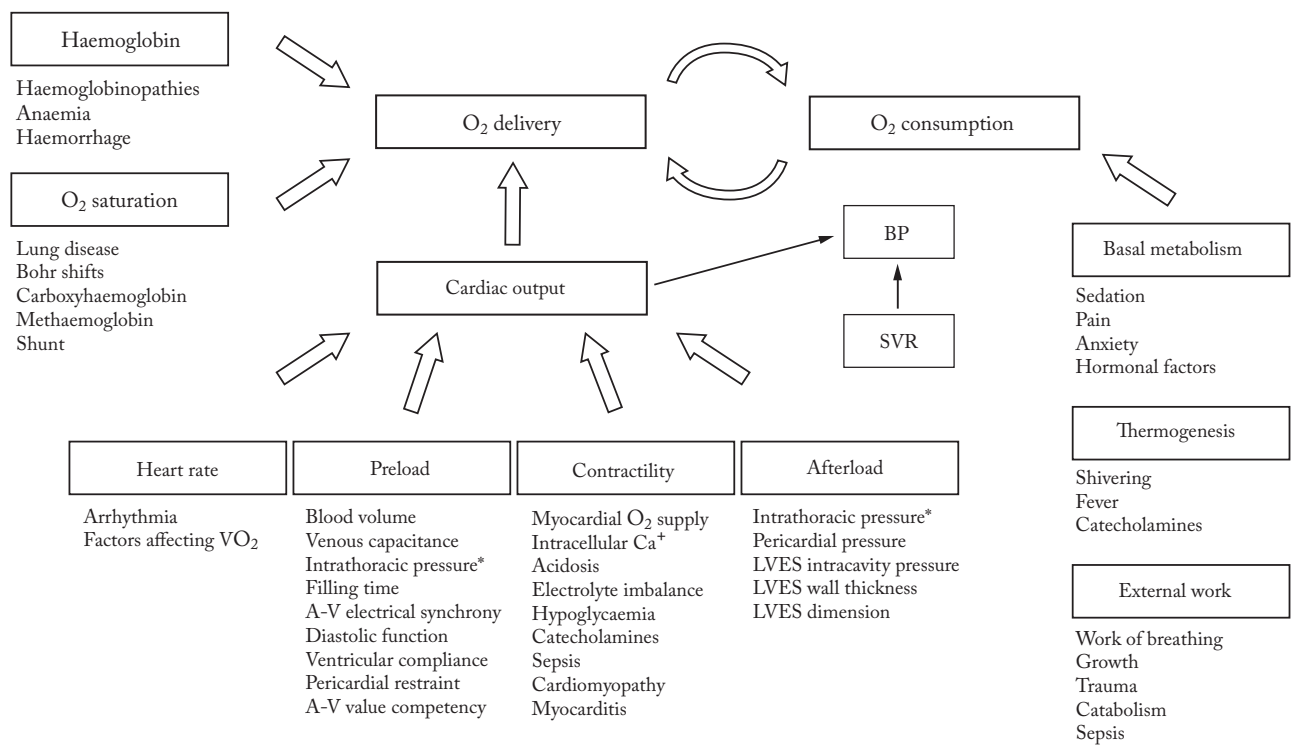 Haemoglobin
Haemoglobinopathies
Anaemia
Haemorrhage
O₂ saturation
Lung disease
Bohr shifts
Carboxyhaemoglobin
Methaemoglobin
Shunt
O₂ delivery
O₂ consumption
Cardiac output
BP
SVR
Basal metabolism
Sedation
Pain
Anxiety
Hormonal factors
Thermogenesis
Shivering
Fever
Catecholamines
External work
Work of breathing
Growth
Trauma
Catabolism
Sepsis
Heart rate
Arrhythmia
Factors affecting VO₂
Preload
Blood volume
Venous capacitance
Intrathoracic pressure*
Filling time
A-V electrical synchrony
Diastolic function
Ventricular compliance
Pericardial restraint
A-V value competency
Contractility
Myocardial O₂ supply
Intracellular Ca⁺
Acidosis
Electrolyte imbalance
Hypoglycaemia
Catecholamines
Sepsis
Cardiomyopathy
Myocarditis
Afterload
Intrathoracic pressure*
Pericardial pressure
LVES intracavity pressure
LVES wall thickness
LVES dimension